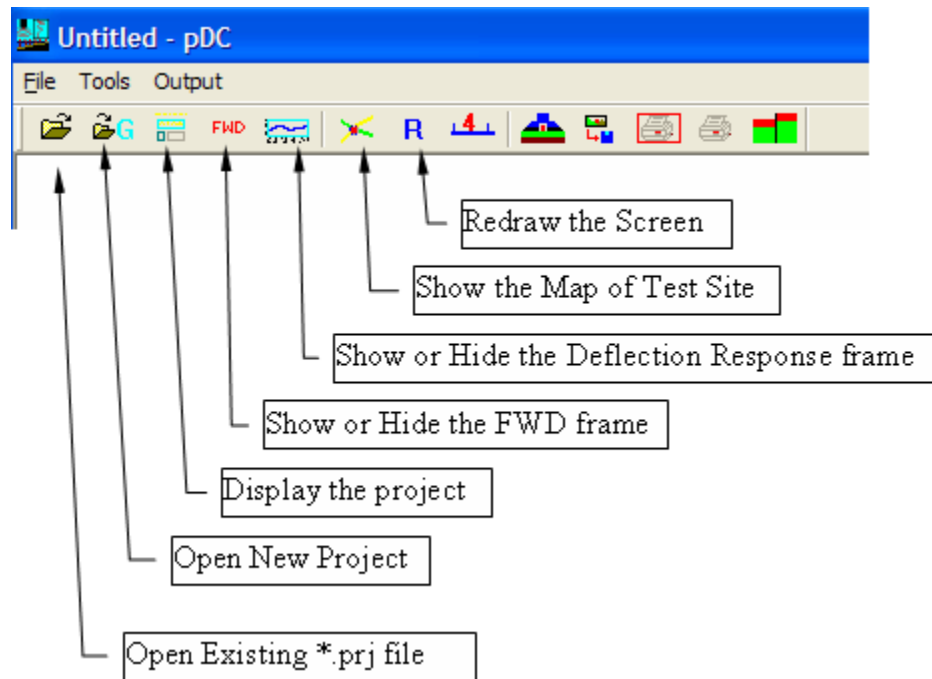 Untitled - pDC
File Tools Output
G FWD R 4
Redraw the Screen
Show the Map of Test Site
Show or Hide the Deflection Response frame
Show or Hide the FWD frame
Display the project
Open New Project
Open Existing *.prj file